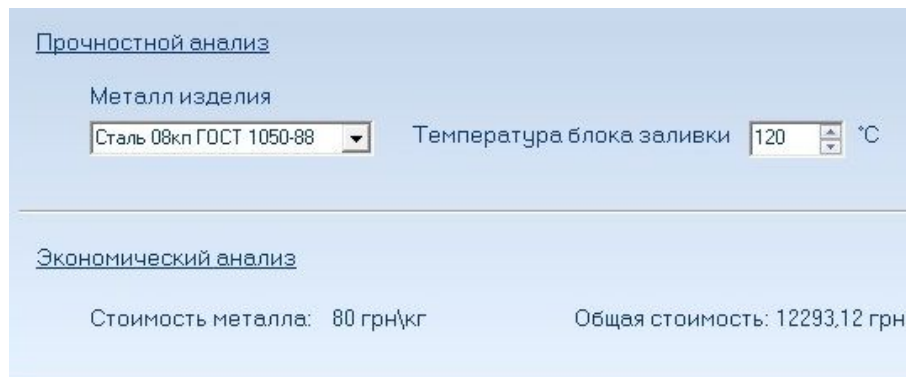 Прочностной анализ
Металл изделия
Сталь 08кп ГОСТ 1050-88 Температура блока заливки 120 °C
Экономический анализ
Стоимость металла: 80 грн\кг Общая стоимость: 12293,12 грн